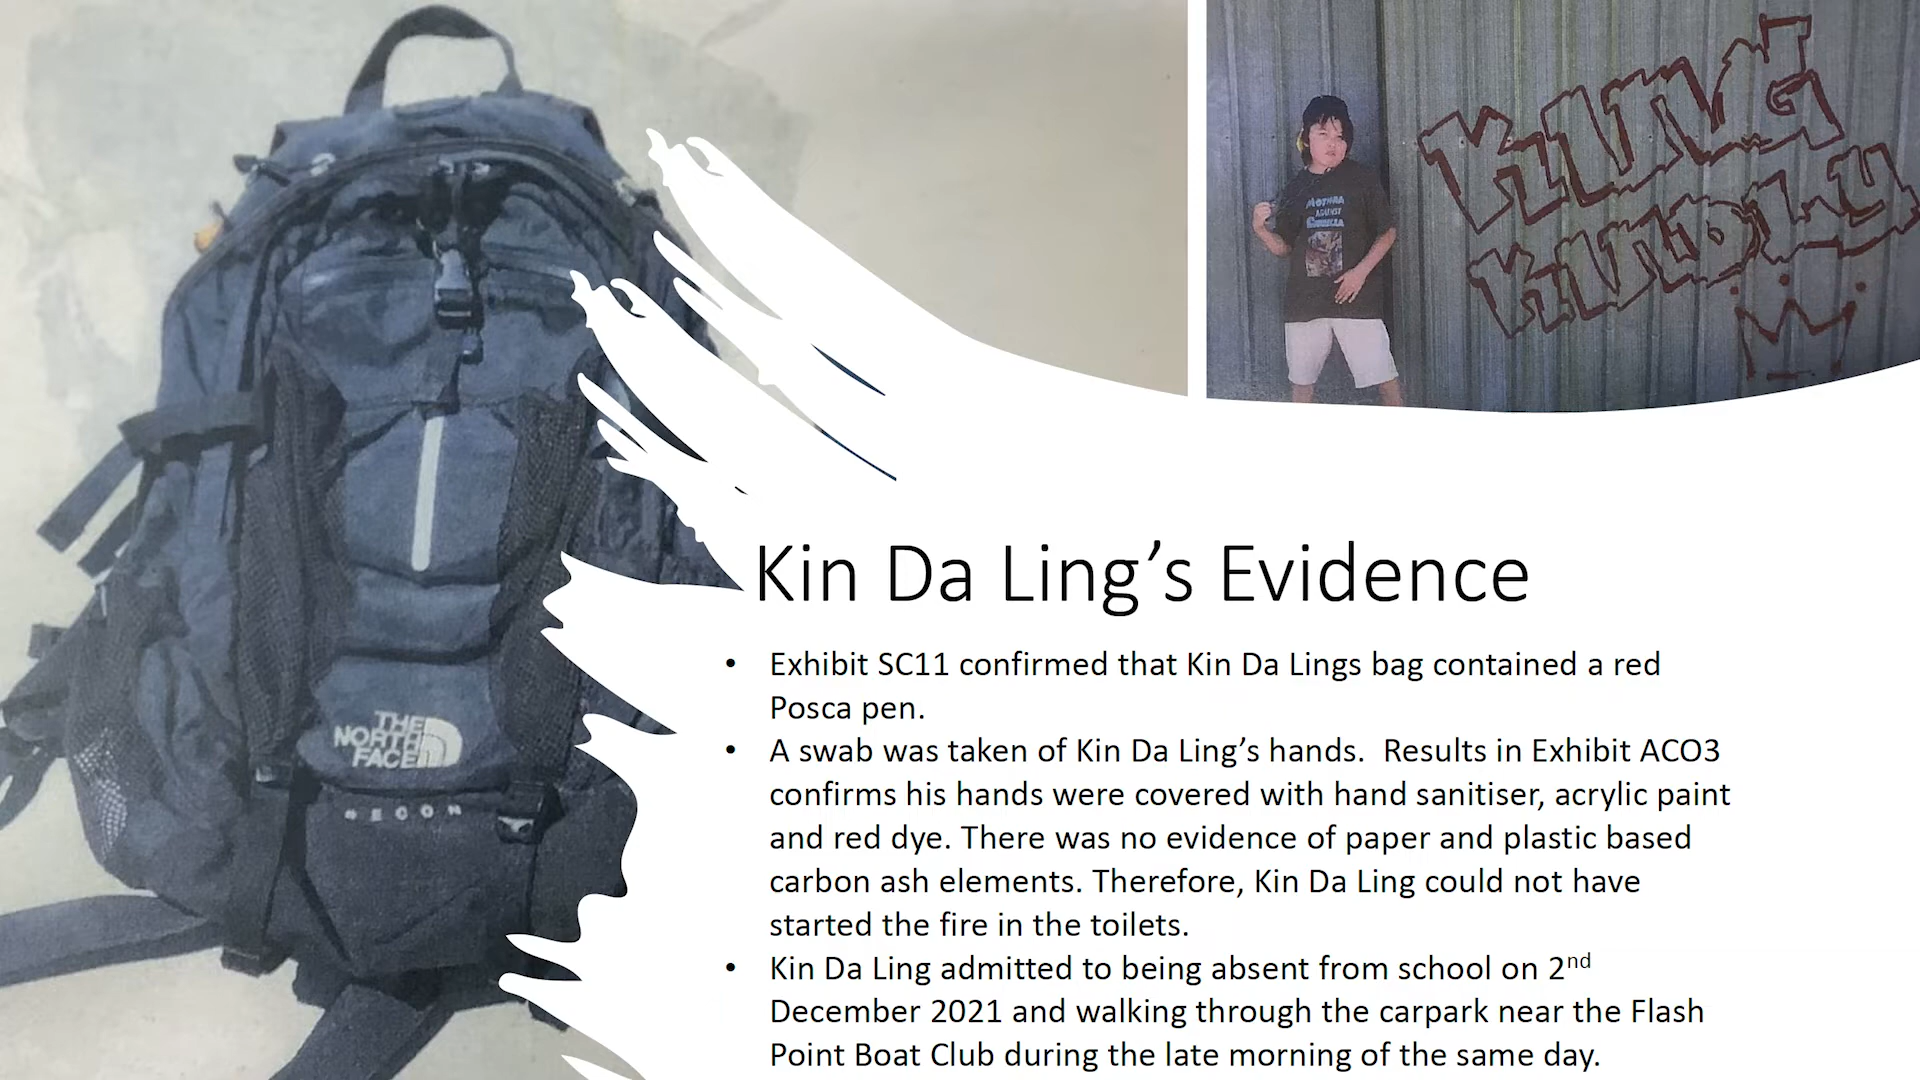 KING
KINDLY
MOTHRA
AGAINST
THE
NORTH
FACE
RECON
Kin Da Ling’s Evidence
• Exhibit SC11 confirmed that Kin Da Lings bag contained a red
Posca pen.
• A swab was taken of Kin Da Ling’s hands.  Results in Exhibit ACO3
confirms his hands were covered with hand sanitiser, acrylic paint
and red dye. There was no evidence of paper and plastic based
carbon ash elements. Therefore, Kin Da Ling could not have
started the fire in the toilets.
• Kin Da Ling admitted to being absent from school on 2nd
December 2021 and walking through the carpark near the Flash
Point Boat Club during the late morning of the same day.